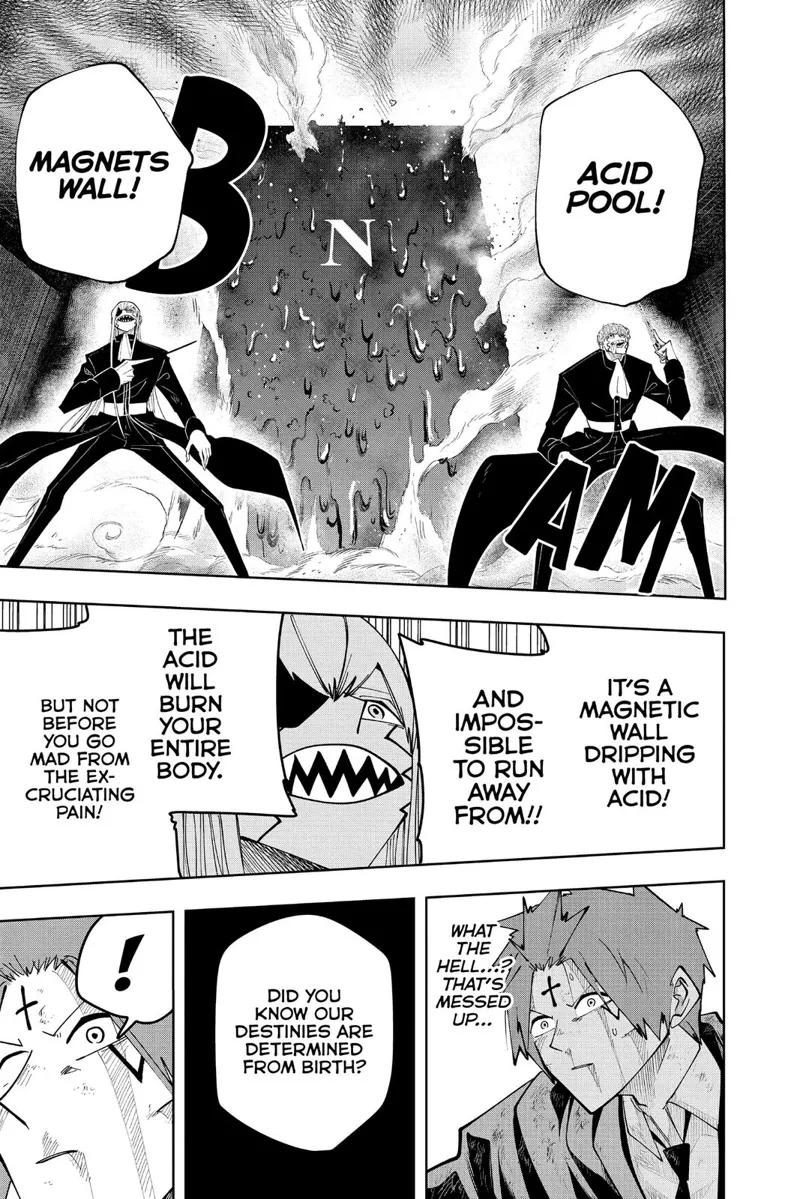 ACID
POOL!
MAGNETS
WALL!
N
B
AM
IT'S A
MAGNETIC
WALL
DRIPPING
WITH
ACID!
AND
IMPOS-
SIBLE
TO RUN
AWAY
FROM!!
THE
ACID
WILL
BURN
YOUR
ENTIRE
BODY.
BUT NOT
BEFORE
YOU GO
MAD FROM
THE EX-
CRUCIATING
PAIN!
WHAT
THE
HELL...?
THAT'S
MESSED
UP...
DID YOU
KNOW OUR
DESTINIES ARE
DETERMINED
FROM BIRTH?
!